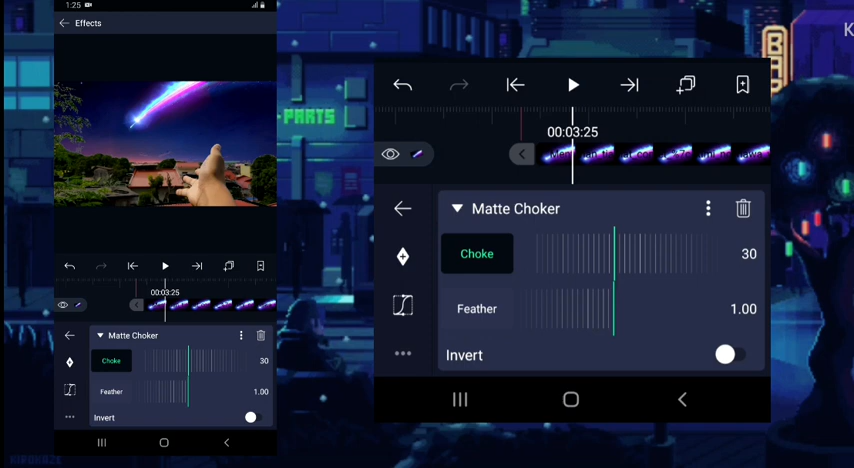 1:25
Effects
00:03:25
Matte Choker
Choke
30
Feather
1.00
Invert
PARTS
BAR
K
00:03:25
Matte Choker
Choke
30
Feather
1.00
Invert